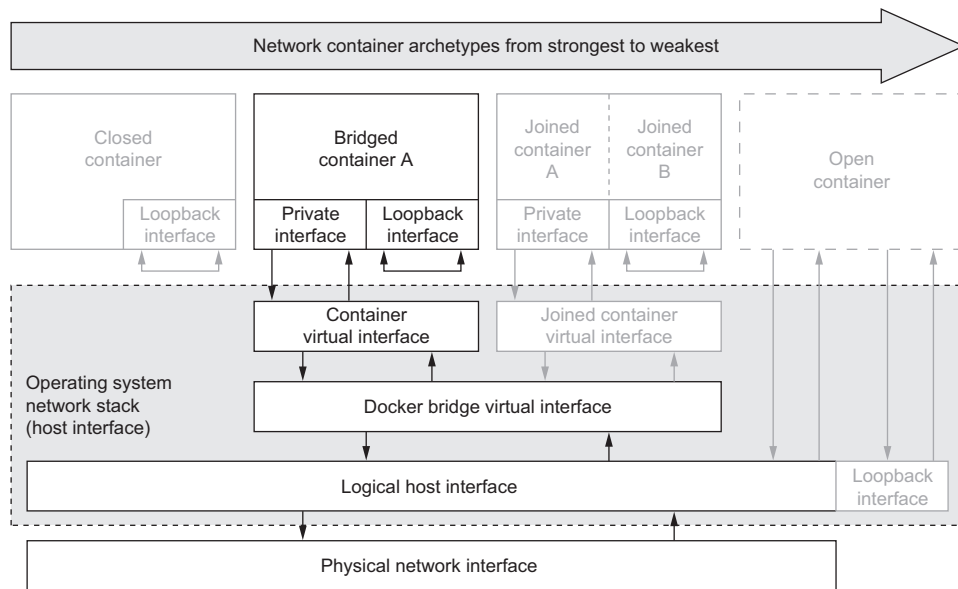 Network container archetypes from strongest to weakest
Closed
container
Loopback
interface
Bridged
container A
Private
interface
Loopback
interface
Joined
container
A
Joined
container
B
Private
interface
Loopback
interface
Open
container
Container
virtual interface
Joined container
virtual interface
Operating system
network stack
(host interface)
Docker bridge virtual interface
Logical host interface
Loopback
interface
Physical network interface